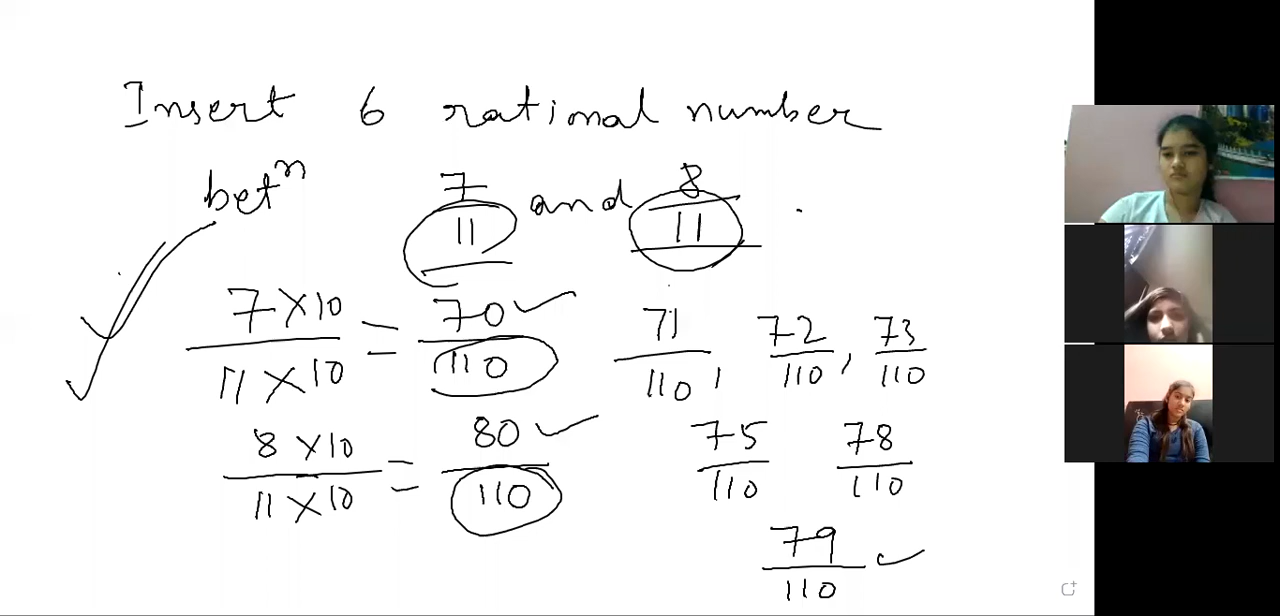 Insert 6 rational number
betⁿ 7/11 and 8/11 .
7×10/11×10 = 70/110 71/110, 72/110, 73/110
8×10/11×10 = 80/110 75/110 78/110
79/110